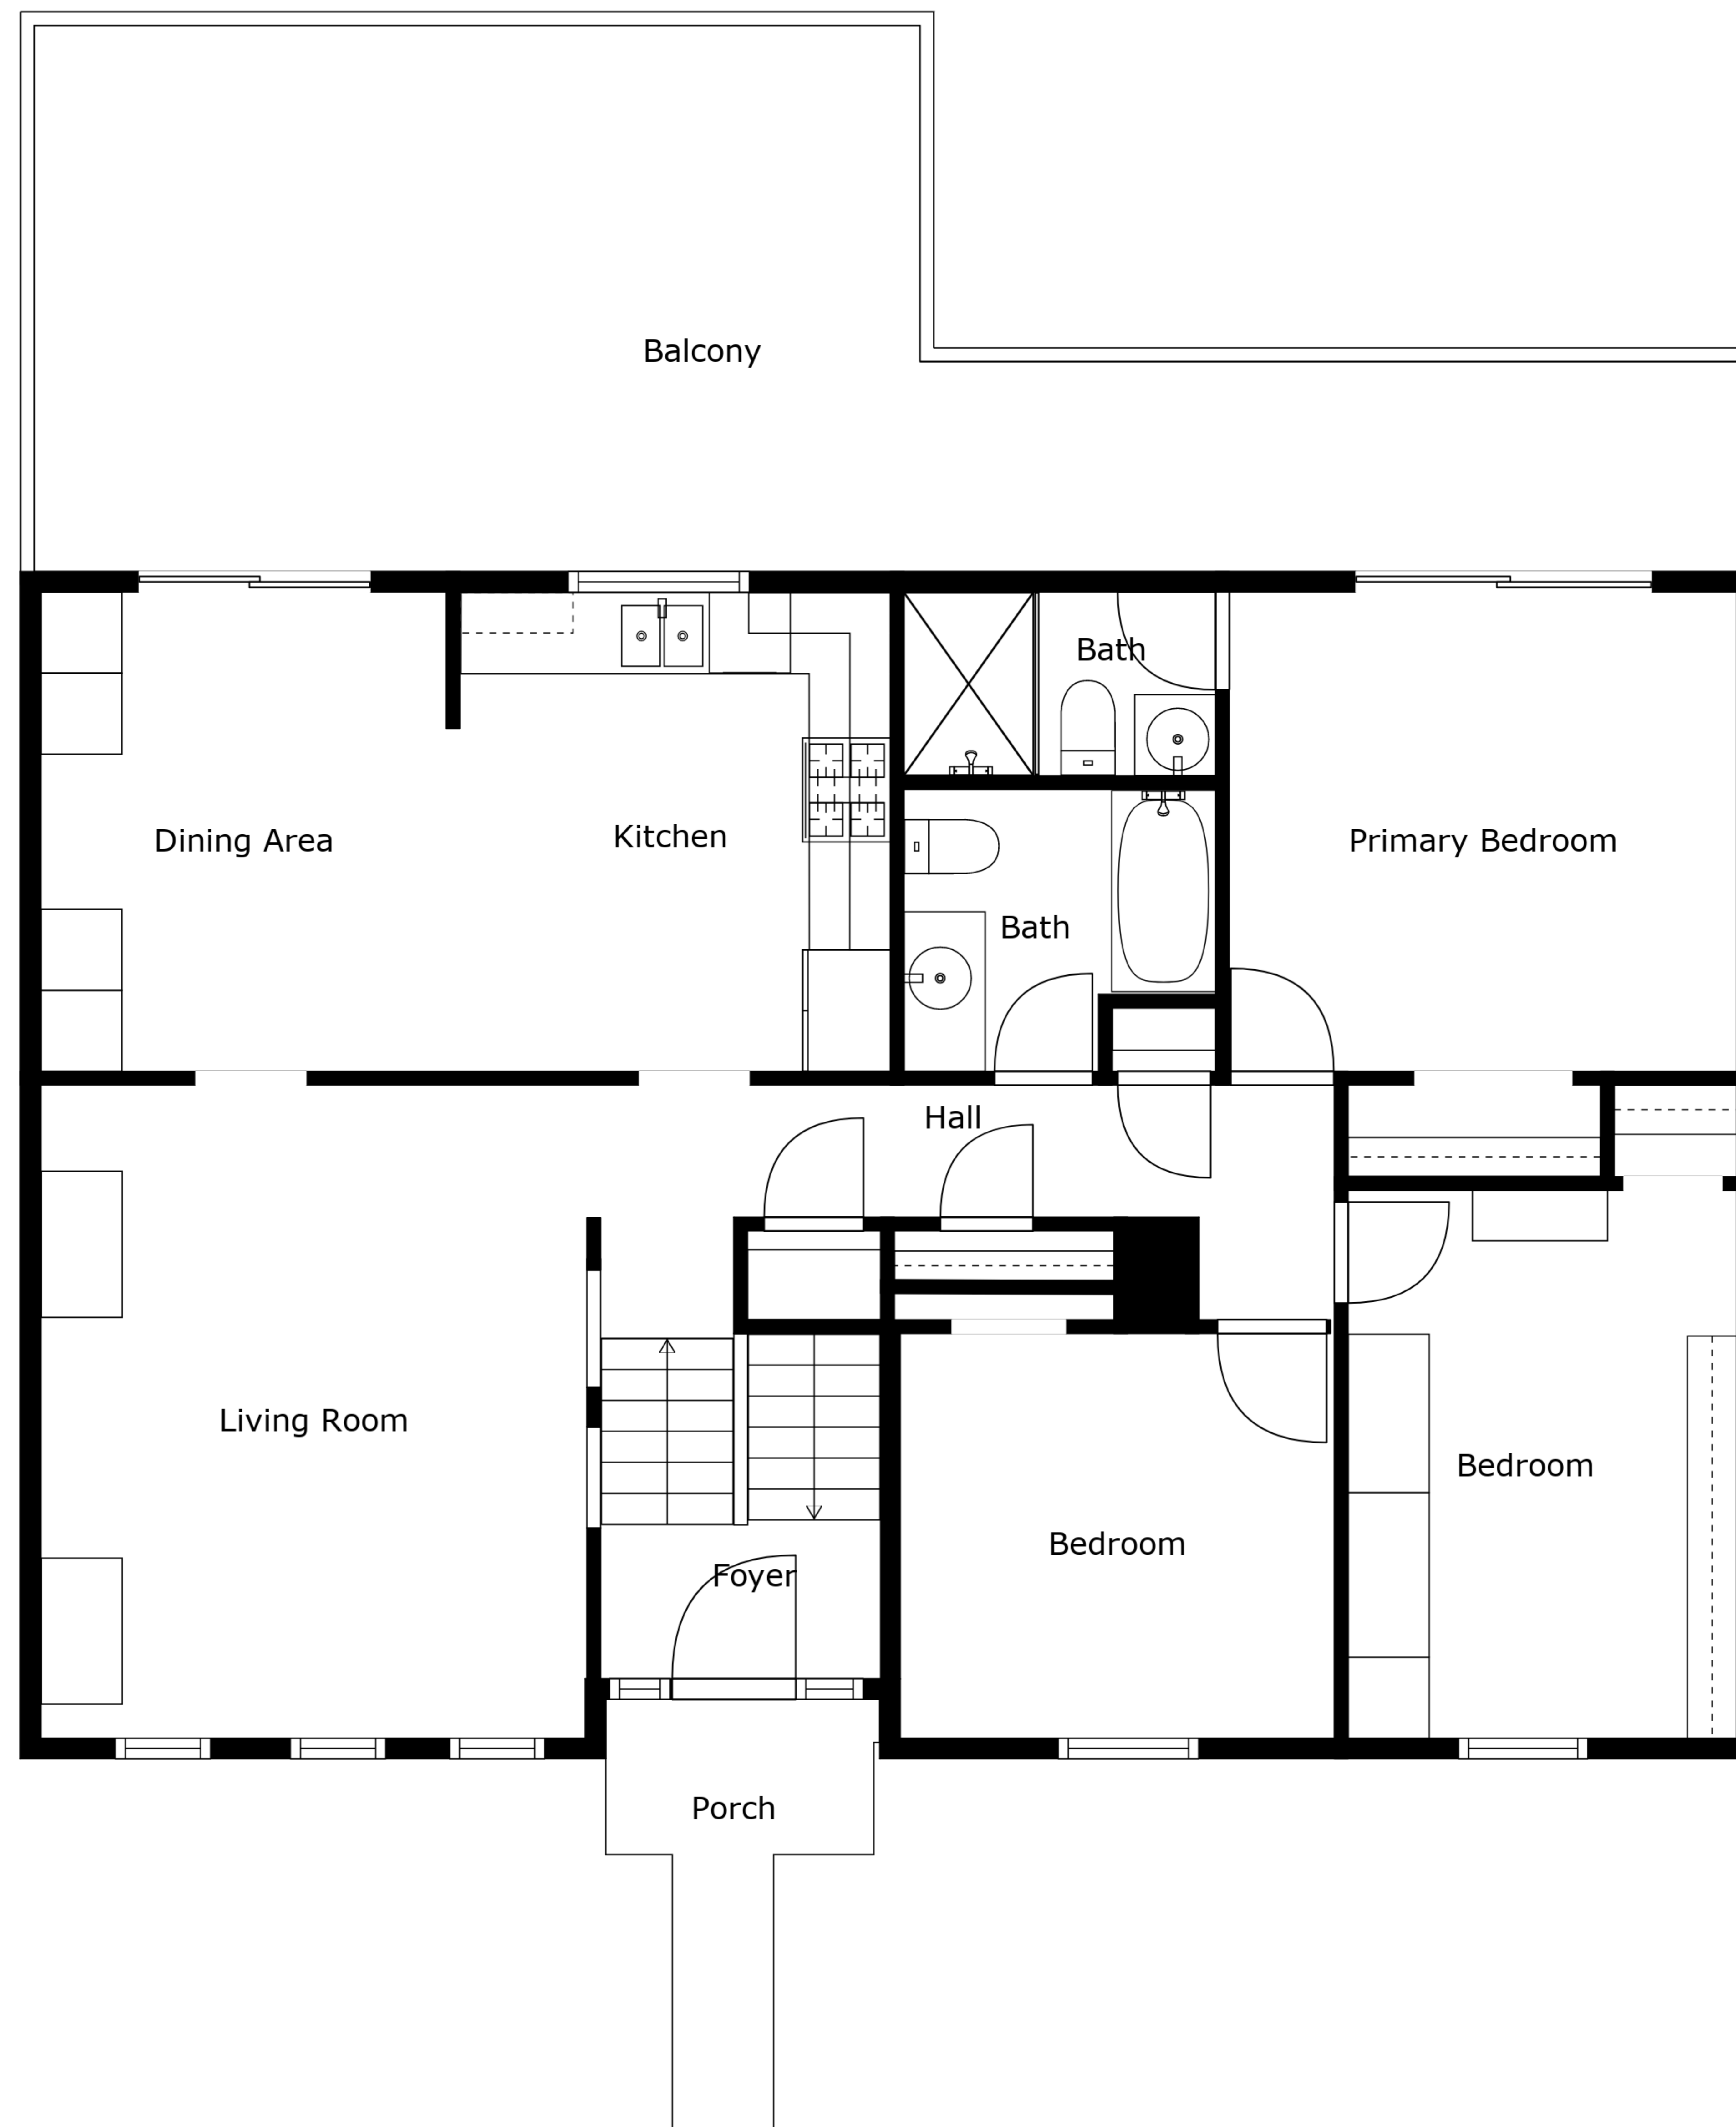 Balcony
Bath
Dining Area
Kitchen
Primary Bedroom
Bath
Hall
Living Room
Bedroom
Bedroom
Foyer
Porch